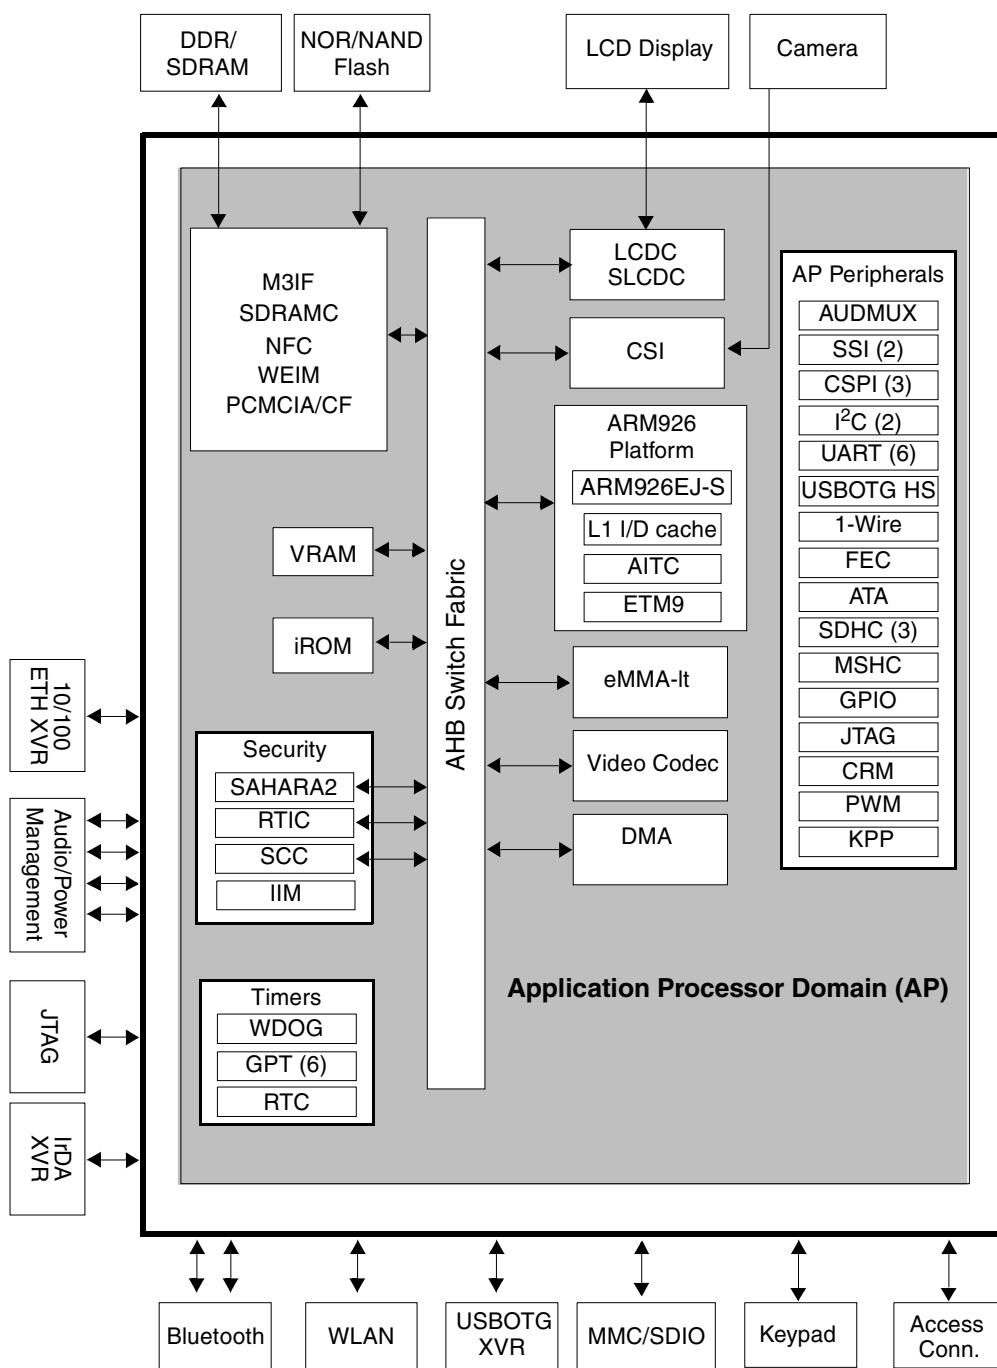 DDR/
SDRAM
NOR/NAND
Flash
LCD Display
Camera
M3IF
SDRAMC
NFC
WEIM
PCMCIA/CF
VRAM
iROM
Security
SAHARA2
RTIC
SCC
IIM
Timers
WDOG
GPT (6)
RTC
AHB Switch Fabric
LCDC
SLCDC
CSI
ARM926
Platform
ARM926EJ-S
L1 I/D cache
AITC
ETM9
eMMA-lt
Video Codec
DMA
AP Peripherals
AUDMUX
SSI (2)
CSPI (3)
I²C (2)
UART (6)
USBOTG HS
1-Wire
FEC
ATA
SDHC (3)
MSHC
GPIO
JTAG
CRM
PWM
KPP
Application Processor Domain (AP)
10/100
ETH XVR
Audio/Power
Management
JTAG
IrDA
XVR
Bluetooth
WLAN
USBOTG
XVR
MMC/SDIO
Keypad
Access
Conn.